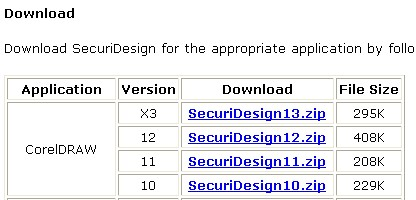 Download
Download SecuriDesign for the appropriate application by follo
Application Version Download File Size
CorelDRAW
X3 SecuriDesign13.zip 295K
12 SecuriDesign12.zip 408K
11 SecuriDesign11.zip 208K
10 SecuriDesign10.zip 229K